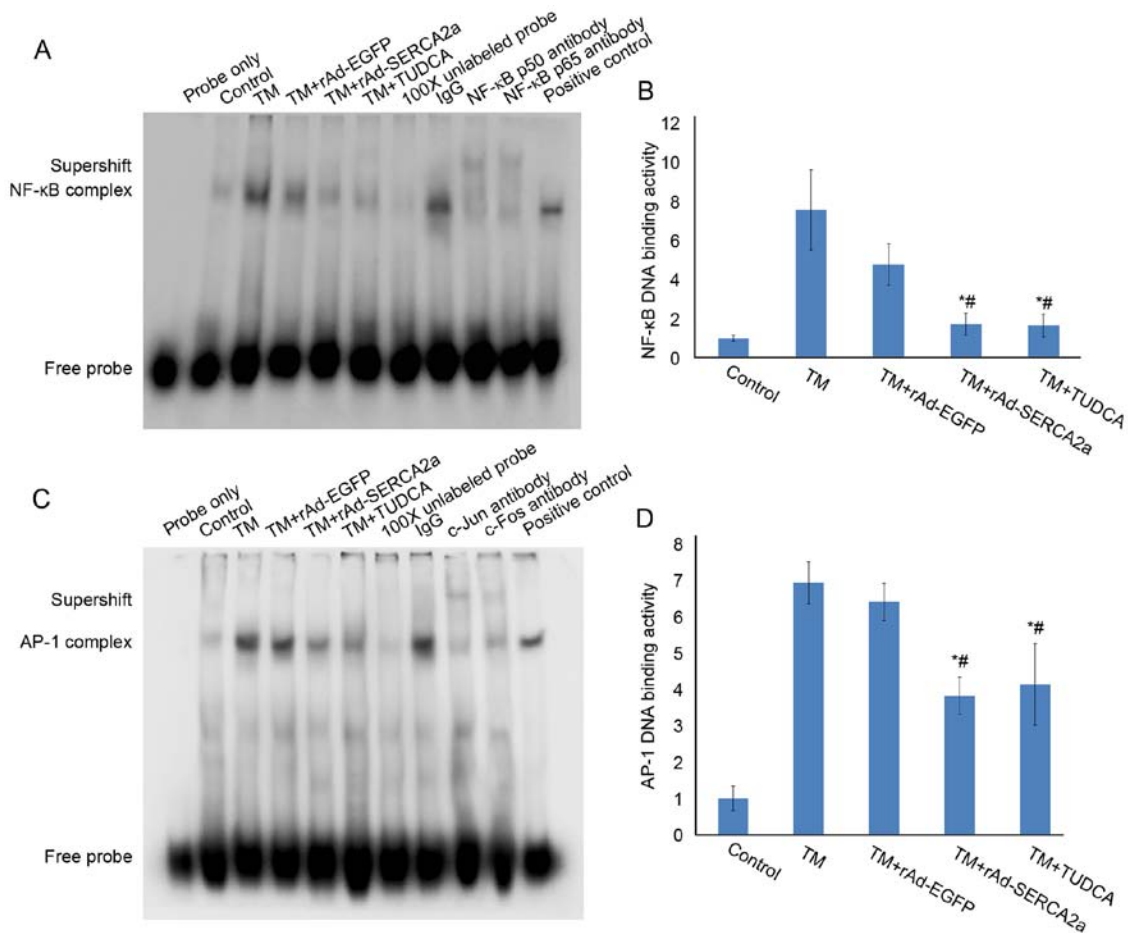 A
Probe only
Control
TM
TM+rAd-EGFP
TM+rAd-SERCA2a
TM+TUDCA
100X unlabeled probe
IgG
NF-κB p50 antibody
NF-κB p65 antibody
Positive control
Supershift
NF-κB complex
Free probe
B
NF-κB DNA binding activity
12
10
8
6
4
2
0
*#
*#
Control
TM
TM+rAd-EGFP
TM+rAd-SERCA2a
TM+TUDCA
C
Probe only
Control
TM
TM+rAd-EGFP
TM+rAd-SERCA2a
TM+TUDCA
100X unlabeled probe
IgG
c-Jun antibody
c-Fos antibody
Positive control
Supershift
AP-1 complex
Free probe
D
AP-1 DNA binding activity
8
7
6
5
4
3
2
1
0
*#
*#
Control
TM
TM+rAd-EGFP
TM+rAd-SERCA2a
TM+TUDCA